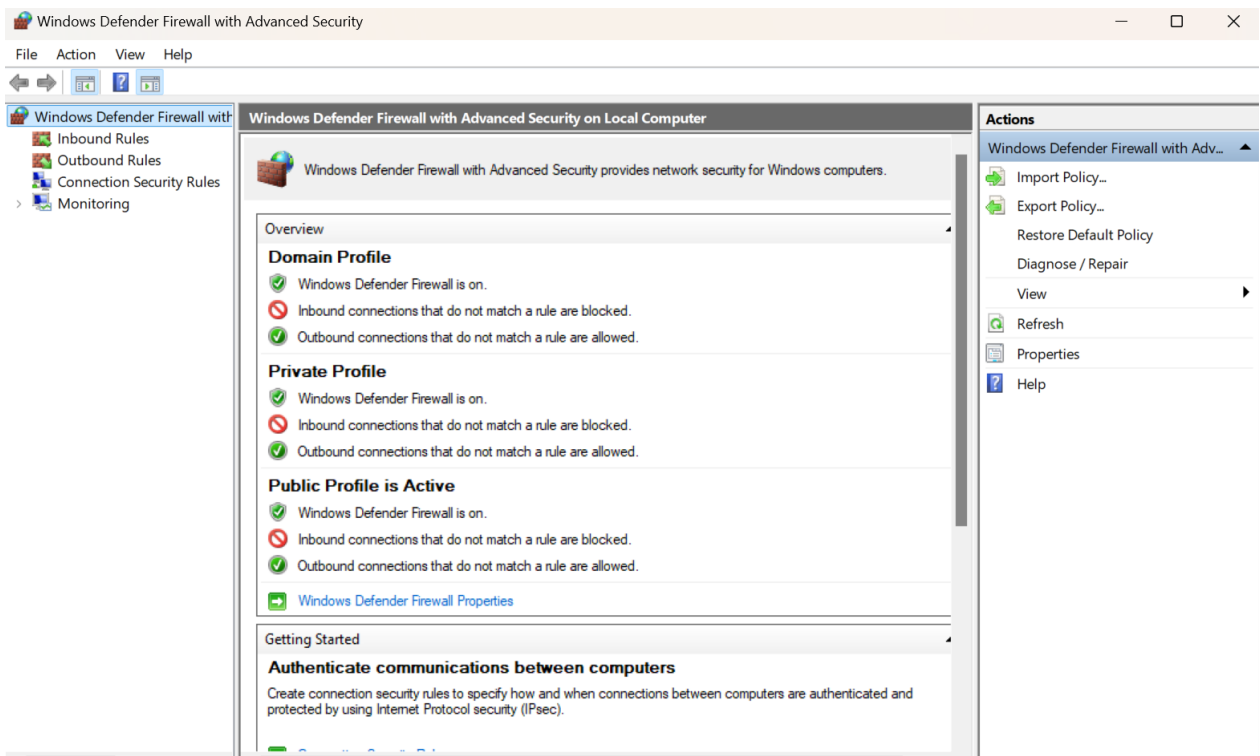 Windows Defender Firewall with Advanced Security
File Action View Help
Windows Defender Firewall with
Inbound Rules
Outbound Rules
Connection Security Rules
Monitoring
Windows Defender Firewall with Advanced Security on Local Computer
Windows Defender Firewall with Advanced Security provides network security for Windows computers.
Overview
Domain Profile
Windows Defender Firewall is on.
Inbound connections that do not match a rule are blocked.
Outbound connections that do not match a rule are allowed.
Private Profile
Windows Defender Firewall is on.
Inbound connections that do not match a rule are blocked.
Outbound connections that do not match a rule are allowed.
Public Profile is Active
Windows Defender Firewall is on.
Inbound connections that do not match a rule are blocked.
Outbound connections that do not match a rule are allowed.
Windows Defender Firewall Properties
Getting Started
Authenticate communications between computers
Create connection security rules to specify how and when connections between computers are authenticated and
protected by using Internet Protocol security (IPsec).
Actions
Windows Defender Firewall with Adv...
Import Policy...
Export Policy...
Restore Default Policy
Diagnose / Repair
View
Refresh
Properties
Help